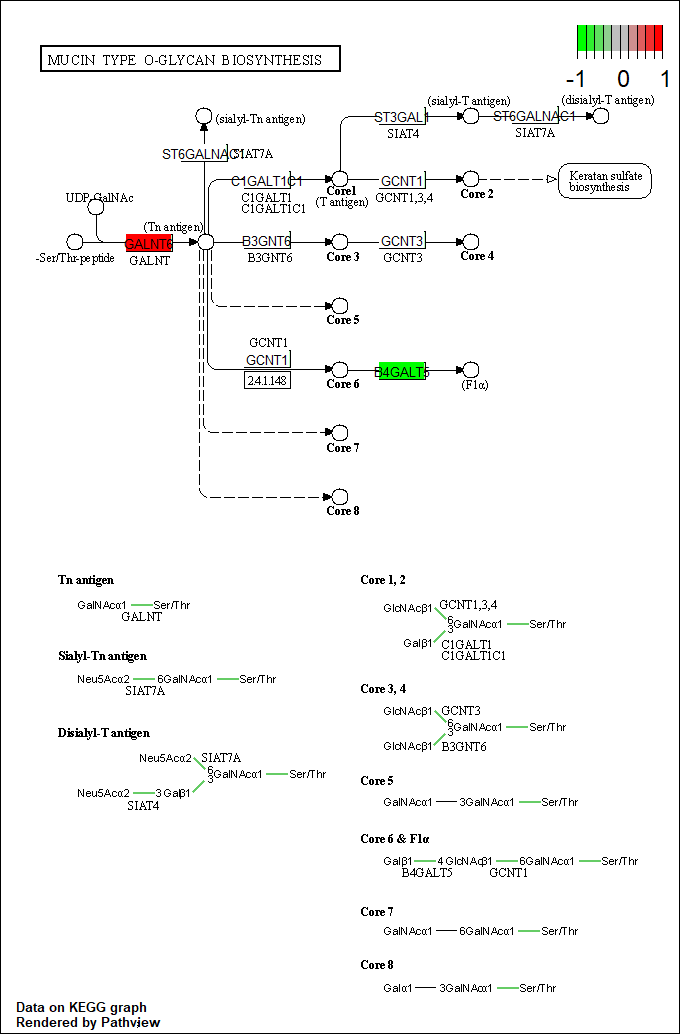 MUCIN TYPE O-GLYCAN BIOSYNTHESIS
-1 0 1
(sialyl-Tn antigen)
(sialyl-T antigen)
(disialyl-T antigen)
ST3GAL1
SIAT4
ST6GALNAC1
SIAT7A
ST6GALNAC1
SIAT7A
C1GALT1C1
C1GALT1
C1GALT1C1
Core1
(T antigen)
GCNT1
GCNT1,3,4
Core 2
Keratan sulfate
biosynthesis
UDP-GalNAc
(Tn antigen)
-Ser/Thr-peptide
GALNT6
GALNT
B3GNT6
B3GNT6
Core 3
GCNT3
GCNT3
Core 4
Core 5
GCNT1
GCNT1
2.4.1.148
Core 6
B4GALT5
(F1α)
Core 7
Core 8
Tn antigen
GalNAcα1 Ser/Thr
GALNT
Sialyl-Tn antigen
Neu5Acα2 6GalNAcα1 Ser/Thr
SIAT7A
Disialyl-T antigen
Neu5Acα2 SIAT7A
6
3GalNAcα1 Ser/Thr
Neu5Acα2 3 Galβ1
SIAT4
Core 1, 2
GlcNAcβ1 GCNT1,3,4
6
3GalNAcα1 Ser/Thr
Galβ1 C1GALT1
C1GALT1C1
Core 3, 4
GlcNAcβ1 GCNT3
6
3GalNAcα1 Ser/Thr
GlcNAcβ1 B3GNT6
Core 5
GalNAcα1 3GalNAcα1 Ser/Thr
Core 6 & F1α
Galβ1 4 GlcNAcβ1 6GalNAcα1 Ser/Thr
B4GALT5 GCNT1
Core 7
GalNAcα1 6GalNAcα1 Ser/Thr
Core 8
Galα1 3GalNAcα1 Ser/Thr
Data on KEGG graph
Rendered by Pathview